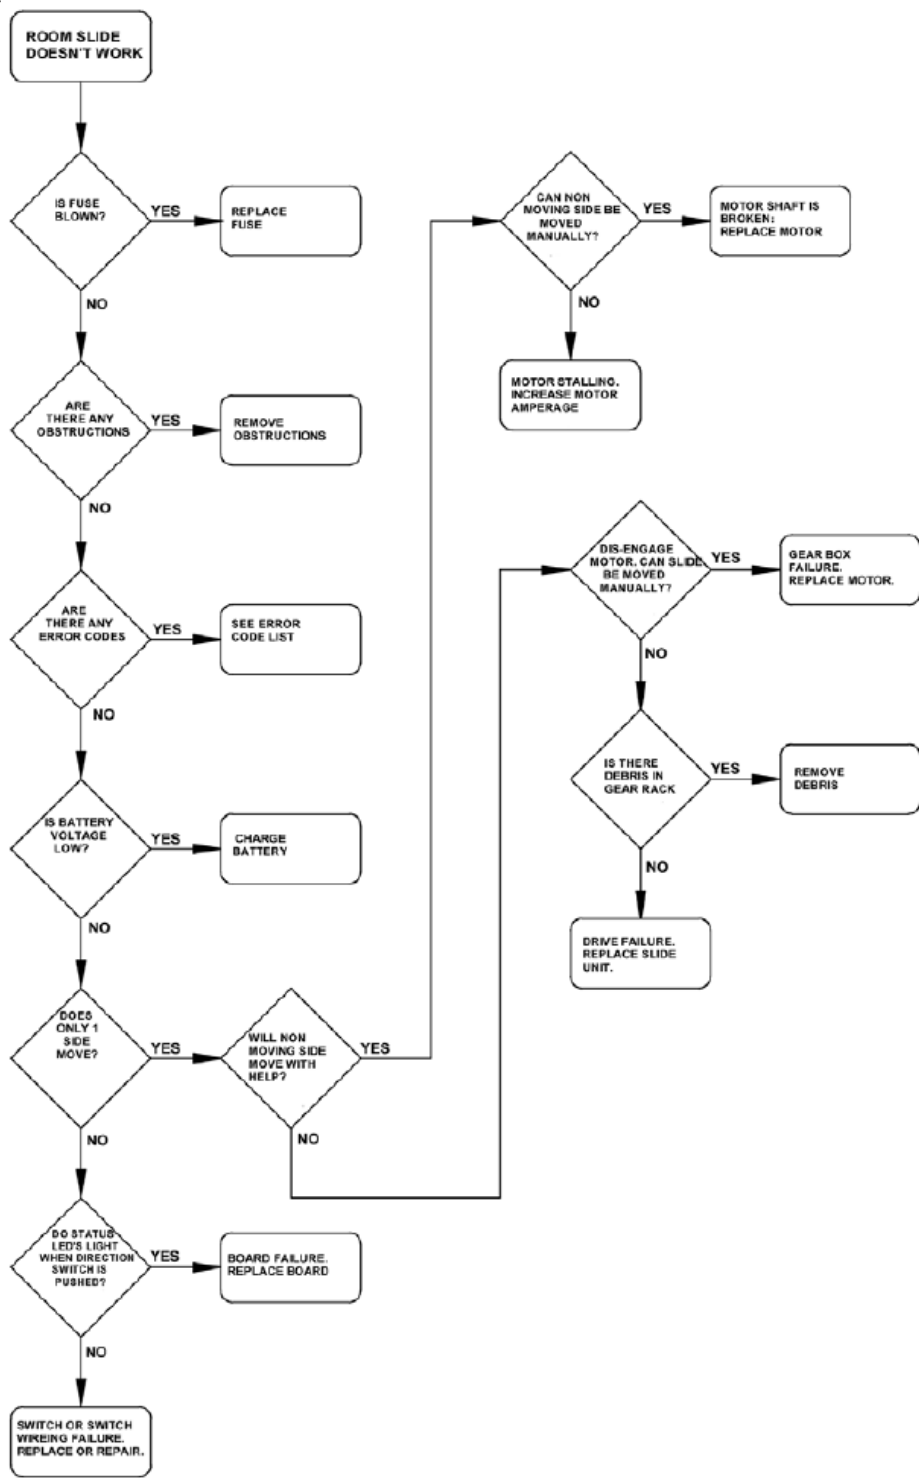 ROOM SLIDE
DOESN'T WORK
IS FUSE
BLOWN?
YES
REPLACE
FUSE
NO
ARE
THERE ANY
OBSTRUCTIONS
YES
REMOVE
OBSTRUCTIONS
NO
ARE
THERE ANY
ERROR CODES
YES
SEE ERROR
CODE LIST
NO
IS BATTERY
VOLTAGE
LOW?
YES
CHARGE
BATTERY
NO
DOES
ONLY 1
SIDE
MOVE?
YES
WILL NON
MOVING SIDE
MOVE WITH
HELP?
YES
NO
NO
DO STATUS
LED'S LIGHT
WHEN DIRECTION
SWITCH IS
PUSHED?
YES
BOARD FAILURE.
REPLACE BOARD
NO
SWITCH OR SWITCH
WIREING FAILURE.
REPLACE OR REPAIR.
CAN NON
MOVING SIDE BE
MOVED
MANUALLY?
YES
MOTOR SHAFT IS
BROKEN:
REPLACE MOTOR
NO
MOTOR STALLING.
INCREASE MOTOR
AMPERAGE
DIS-ENGAGE
MOTOR. CAN SLIDE
BE MOVED
MANUALLY?
YES
GEAR BOX
FAILURE.
REPLACE MOTOR.
NO
IS THERE
DEBRIS IN
GEAR RACK
YES
REMOVE
DEBRIS
NO
DRIVE FAILURE.
REPLACE SLIDE
UNIT.